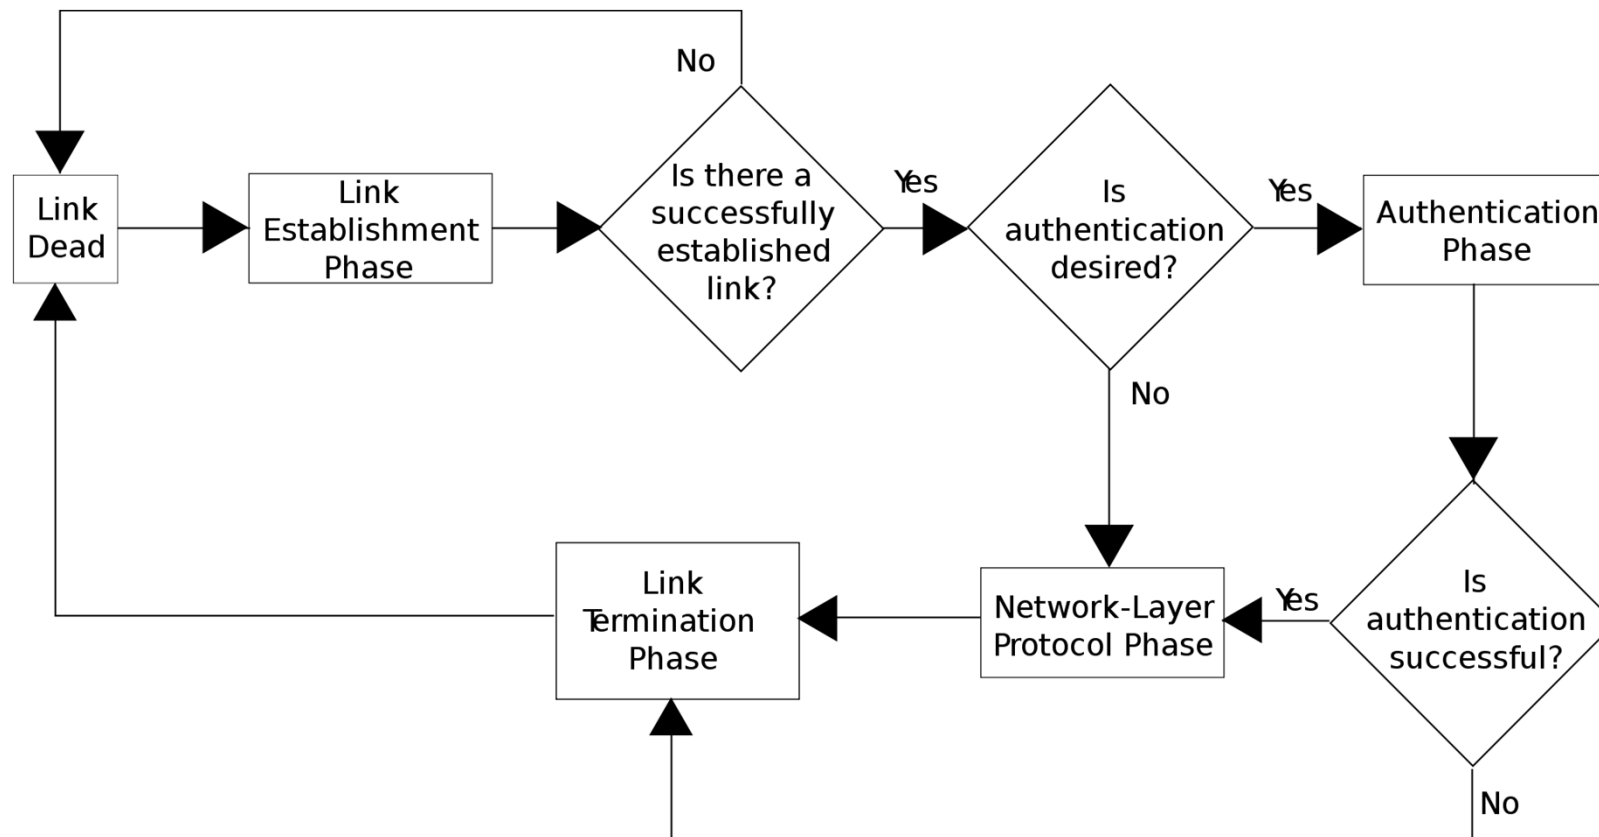 No
Link
Dead
Link
Establishment
Phase
Is there a
successfully
established
link?
Yes
Is
authentication
desired?
Yes
Authentication
Phase
No
Link
Termination
Phase
Network-Layer
Protocol Phase
Yes
Is
authentication
successful?
No